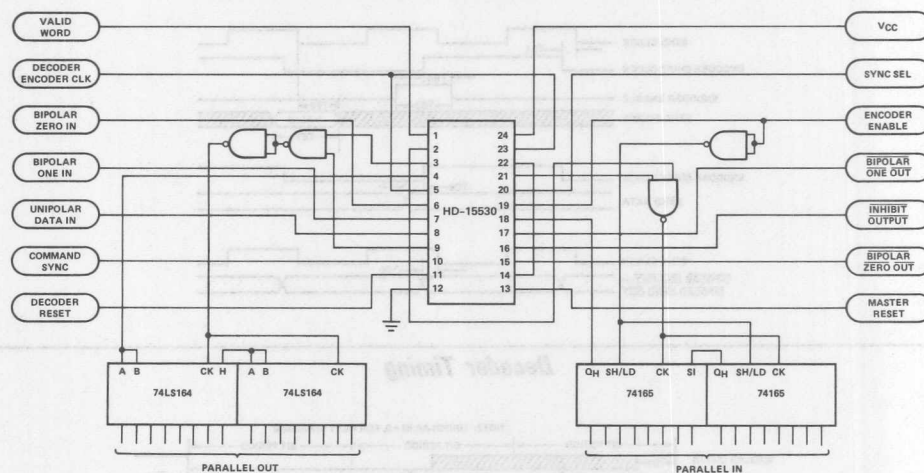 VALID
WORD
DECODER
ENCODER CLK
BIPOLAR
ZERO IN
BIPOLAR
ONE IN
UNIPOLAR
DATA IN
COMMAND
SYNC
DECODER
RESET
1
2
3
4
5
6
7
8
9
10
11
12
HD-15530
24
23
22
21
20
19
18
17
16
15
14
13
VCC
SYNC SEL
ENCODER
ENABLE
BIPOLAR
ONE OUT
INHIBIT
OUTPUT
BIPOLAR
ZERO OUT
MASTER
RESET
A B CK H A B CK
74LS164 74LS164
PARALLEL OUT
QH SH/LD CK SI QH SH/LD CK
74165 74165
PARALLEL IN
Decoder Timing